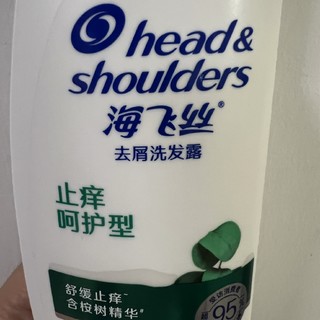 head&
shoulders
海飞丝®
去屑洗发露
止痒
呵护型
舒缓止痒~
含桉树精华#
95